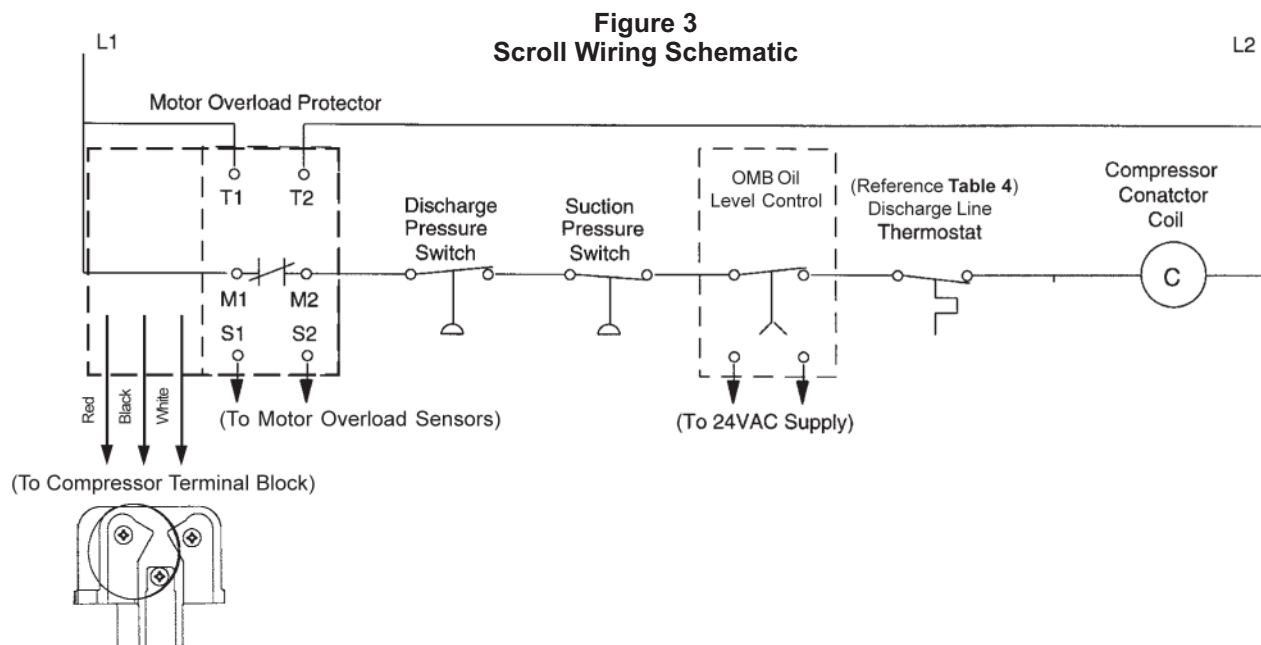 Figure 3
Scroll Wiring Schematic
L1
L2
Motor Overload Protector
T1
T2
M1
M2
S1
S2
Discharge
Pressure
Switch
Suction
Pressure
Switch
OMB Oil
Level Control
(Reference Table 4)
Discharge Line
Thermostat
Compressor
Conatctor
Coil
C
Red
Black
White
(To Motor Overload Sensors)
(To 24VAC Supply)
(To Compressor Terminal Block)